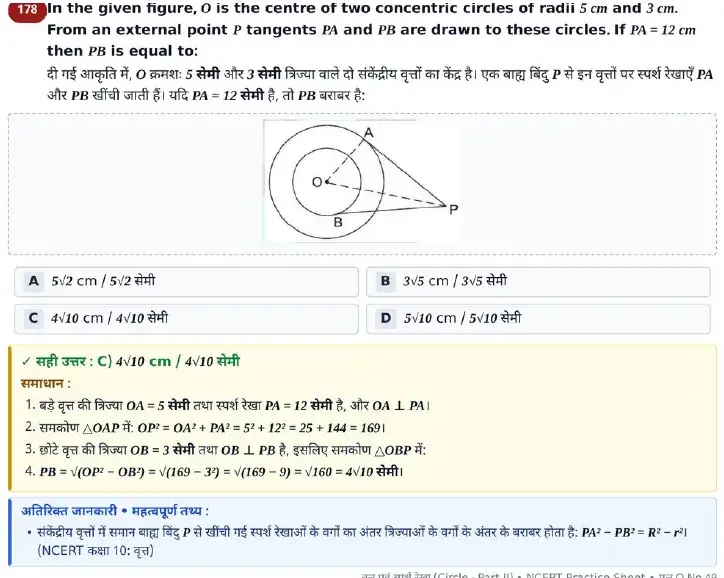 178 In the given figure, O is the centre of two concentric circles of radii 5 cm and 3 cm.
From an external point P tangents PA and PB are drawn to these circles. If PA = 12 cm
then PB is equal to:
दी गई आकृति में, O क्रमशः 5 सेमी और 3 सेमी त्रिज्या वाले दो संकेंद्रीय वृत्तों का केंद्र है। एक बाह्य बिंदु P से इन वृत्तों पर स्पर्श रेखाएँ PA
और PB खींची जाती हैं। यदि PA = 12 सेमी है, तो PB बराबर है:
A
O
P
B
A 5√2 cm / 5√2 सेमी
B 3√5 cm / 3√5 सेमी
C 4√10 cm / 4√10 सेमी
D 5√10 cm / 5√10 सेमी
✓ सही उत्तर : C) 4√10 cm / 4√10 सेमी
समाधान :
1. बड़े वृत्त की त्रिज्या OA = 5 सेमी तथा स्पर्श रेखा PA = 12 सेमी है, और OA ⊥ PA।
2. समकोण △OAP में: OP² = OA² + PA² = 5² + 12² = 25 + 144 = 169।
3. छोटे वृत्त की त्रिज्या OB = 3 सेमी तथा OB ⊥ PB है, इसलिए समकोण △OBP में:
4. PB = √(OP² − OB²) = √(169 − 3²) = √(169 − 9) = √160 = 4√10 सेमी।
अतिरिक्त जानकारी • महत्वपूर्ण तथ्य :
• संकेंद्रीय वृत्तों में समान बाह्य बिंदु P से खींची गई स्पर्श रेखाओं के वर्गों का अंतर त्रिज्याओं के वर्गों के अंतर के बराबर होता है: PA² − PB² = R² − r²।
(NCERT कक्षा 10: वृत्त)
(Circle - Part II) • NCERT Practice Sheet • Q.No 49